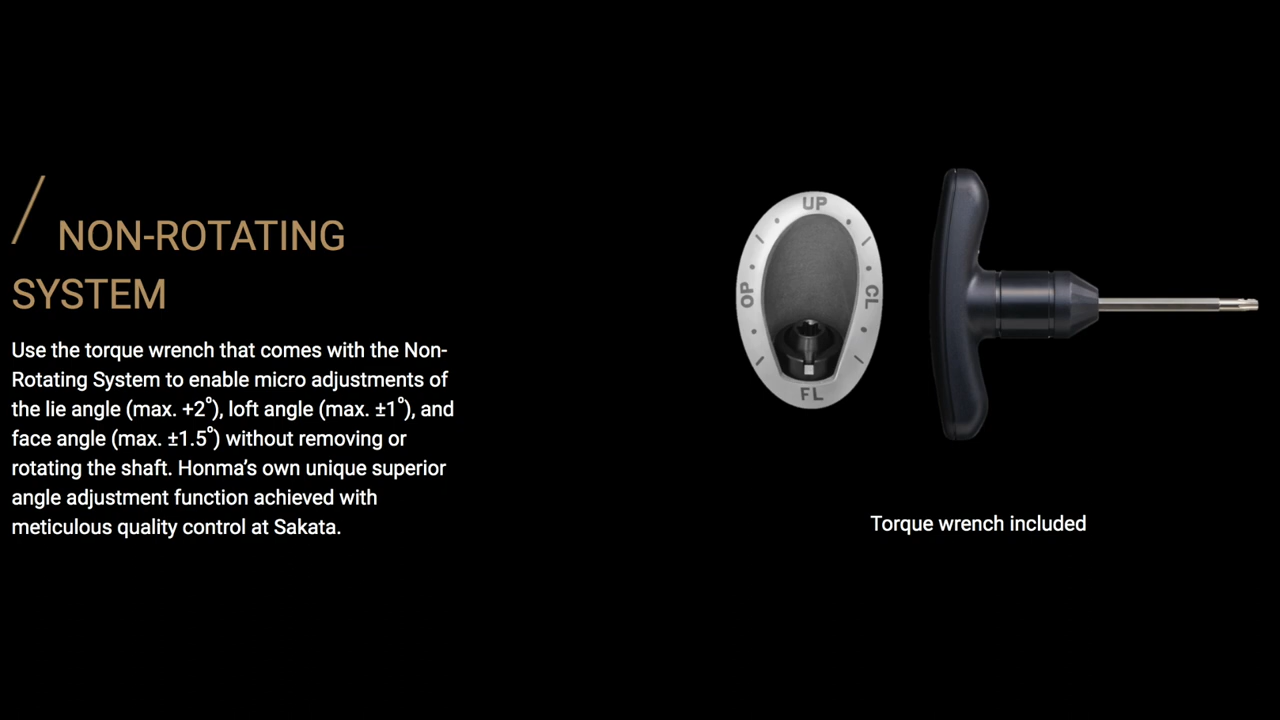 NON-ROTATING
SYSTEM
Use the torque wrench that comes with the Non-
Rotating System to enable micro adjustments of
the lie angle (max. +2°), loft angle (max. ±1°), and
face angle (max. ±1.5°) without removing or
rotating the shaft. Honma’s own unique superior
angle adjustment function achieved with
meticulous quality control at Sakata.
UP
OP
CL
FL
Torque wrench included